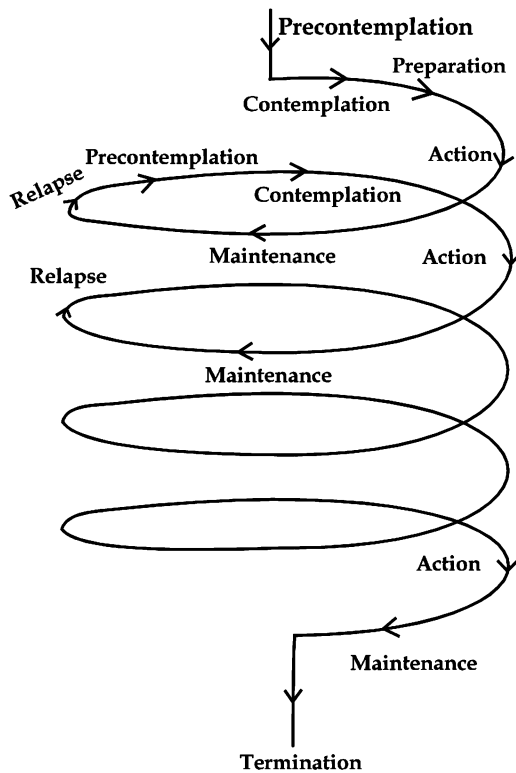 Precontemplation
Preparation
Contemplation
Action
Precontemplation
Relapse
Contemplation
Maintenance
Action
Relapse
Maintenance
Action
Maintenance
Termination